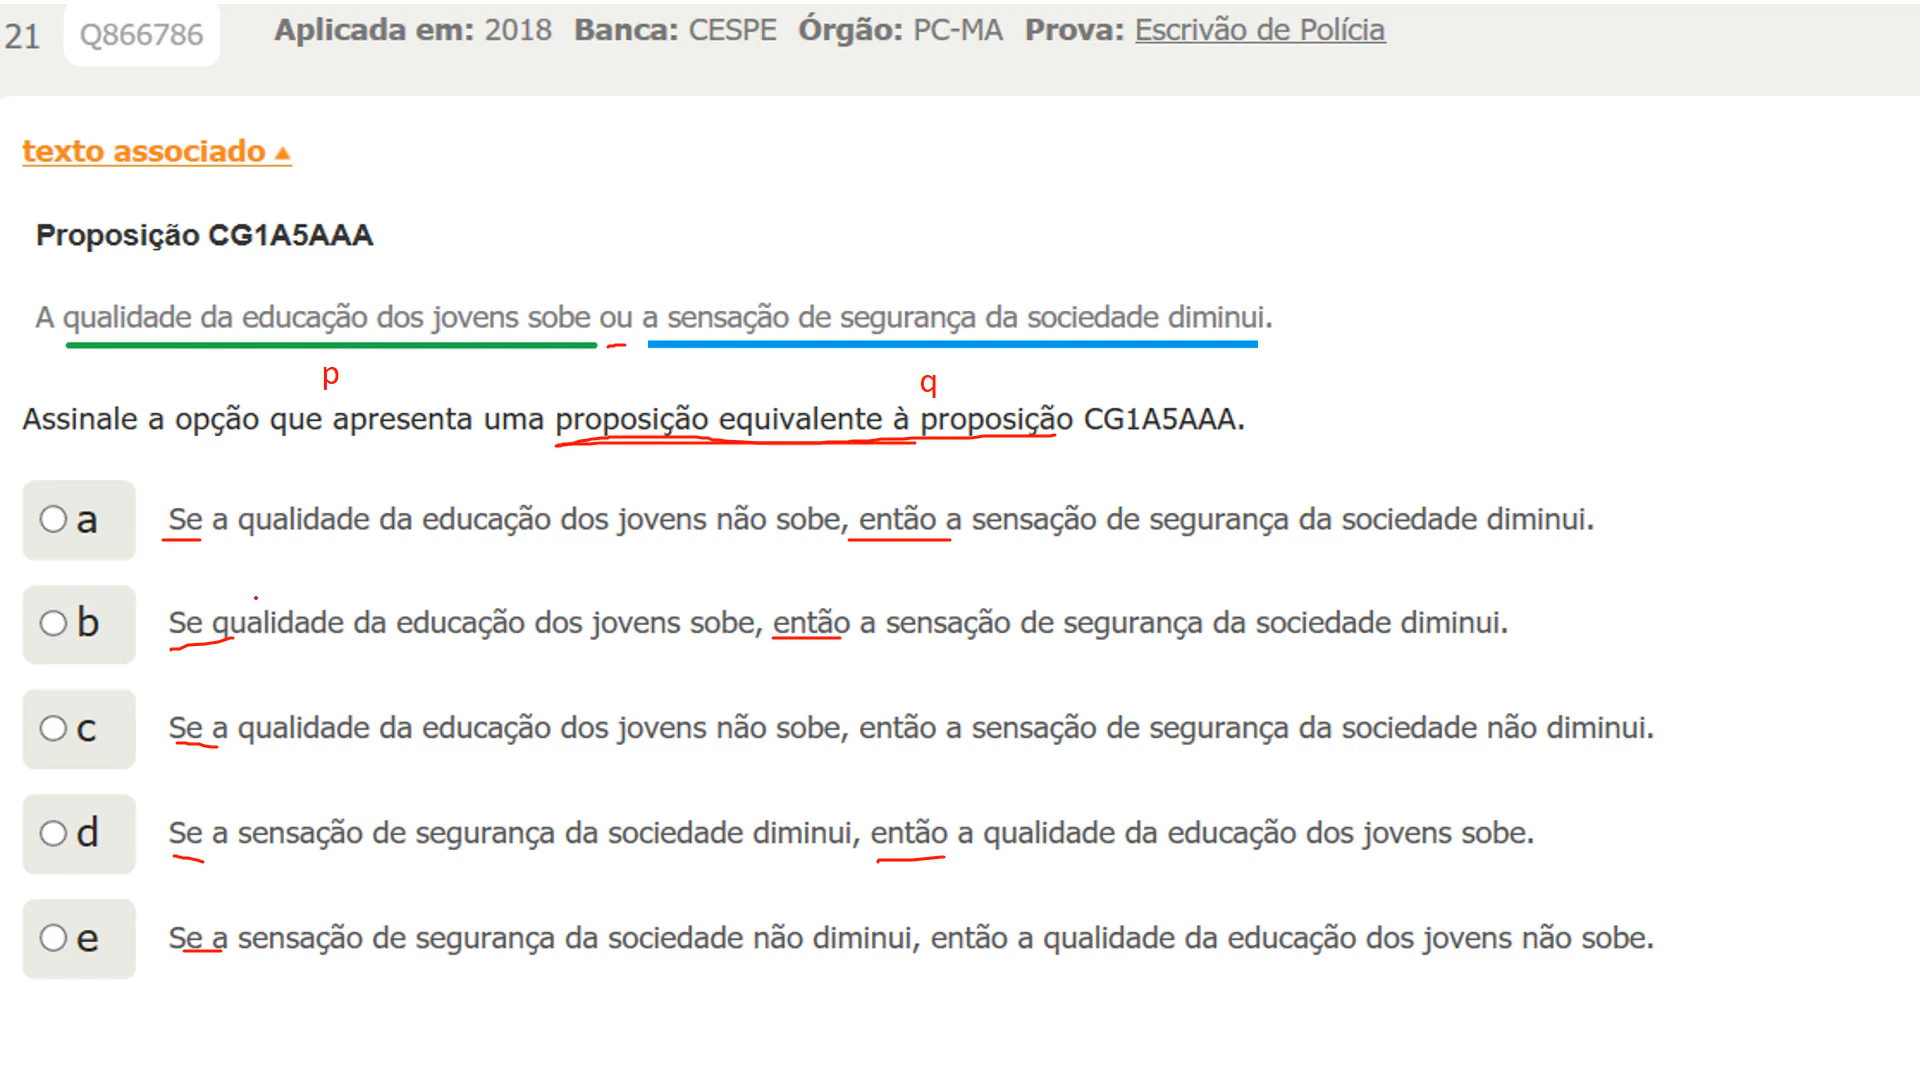 21 Q866786 Aplicada em: 2018 Banca: CESPE Órgão: PC-MA Prova: Escrivão de Polícia
texto associado
Proposição CG1A5AAA
A qualidade da educação dos jovens sobe ou a sensação de segurança da sociedade diminui.
p q
Assinale a opção que apresenta uma proposição equivalente à proposição CG1A5AAA.
a Se a qualidade da educação dos jovens não sobe, então a sensação de segurança da sociedade diminui.
b Se qualidade da educação dos jovens sobe, então a sensação de segurança da sociedade diminui.
c Se a qualidade da educação dos jovens não sobe, então a sensação de segurança da sociedade não diminui.
d Se a sensação de segurança da sociedade diminui, então a qualidade da educação dos jovens sobe.
e Se a sensação de segurança da sociedade não diminui, então a qualidade da educação dos jovens não sobe.